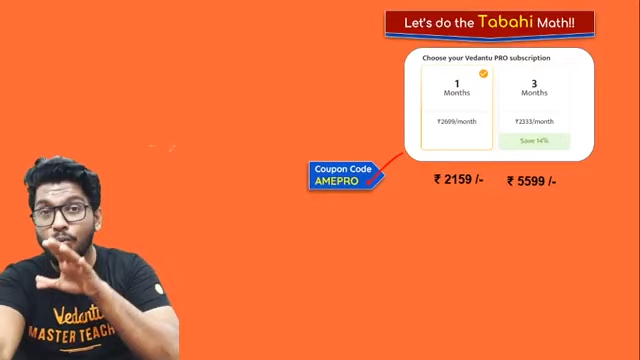 Let's do the Tabahi Math!!
Choose your Vedantu PRO subscription
1
Months
₹2699/month
3
Months
₹2333/month
Save 14%
Coupon Code
AMEPRO
₹ 2159 /-
₹ 5599 /-
Vedantu
MASTER TEACH